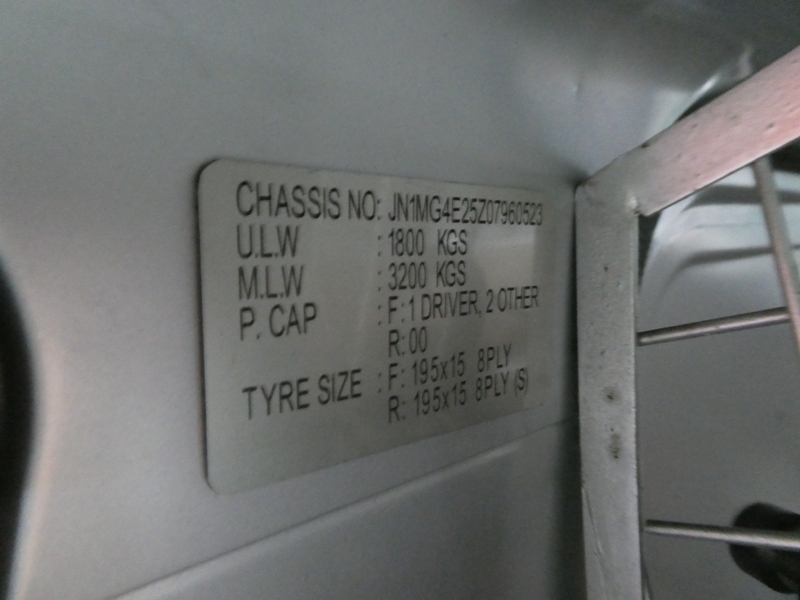 CHASSIS NO: JN1MG4E25Z07960523
U.L.W : 1800 KGS
M.L.W : 3200 KGS
P. CAP : F: 1 DRIVER, 2 OTHER
R: 00
TYRE SIZE : F: 195x15 8PLY
R: 195x15 8PLY (S)